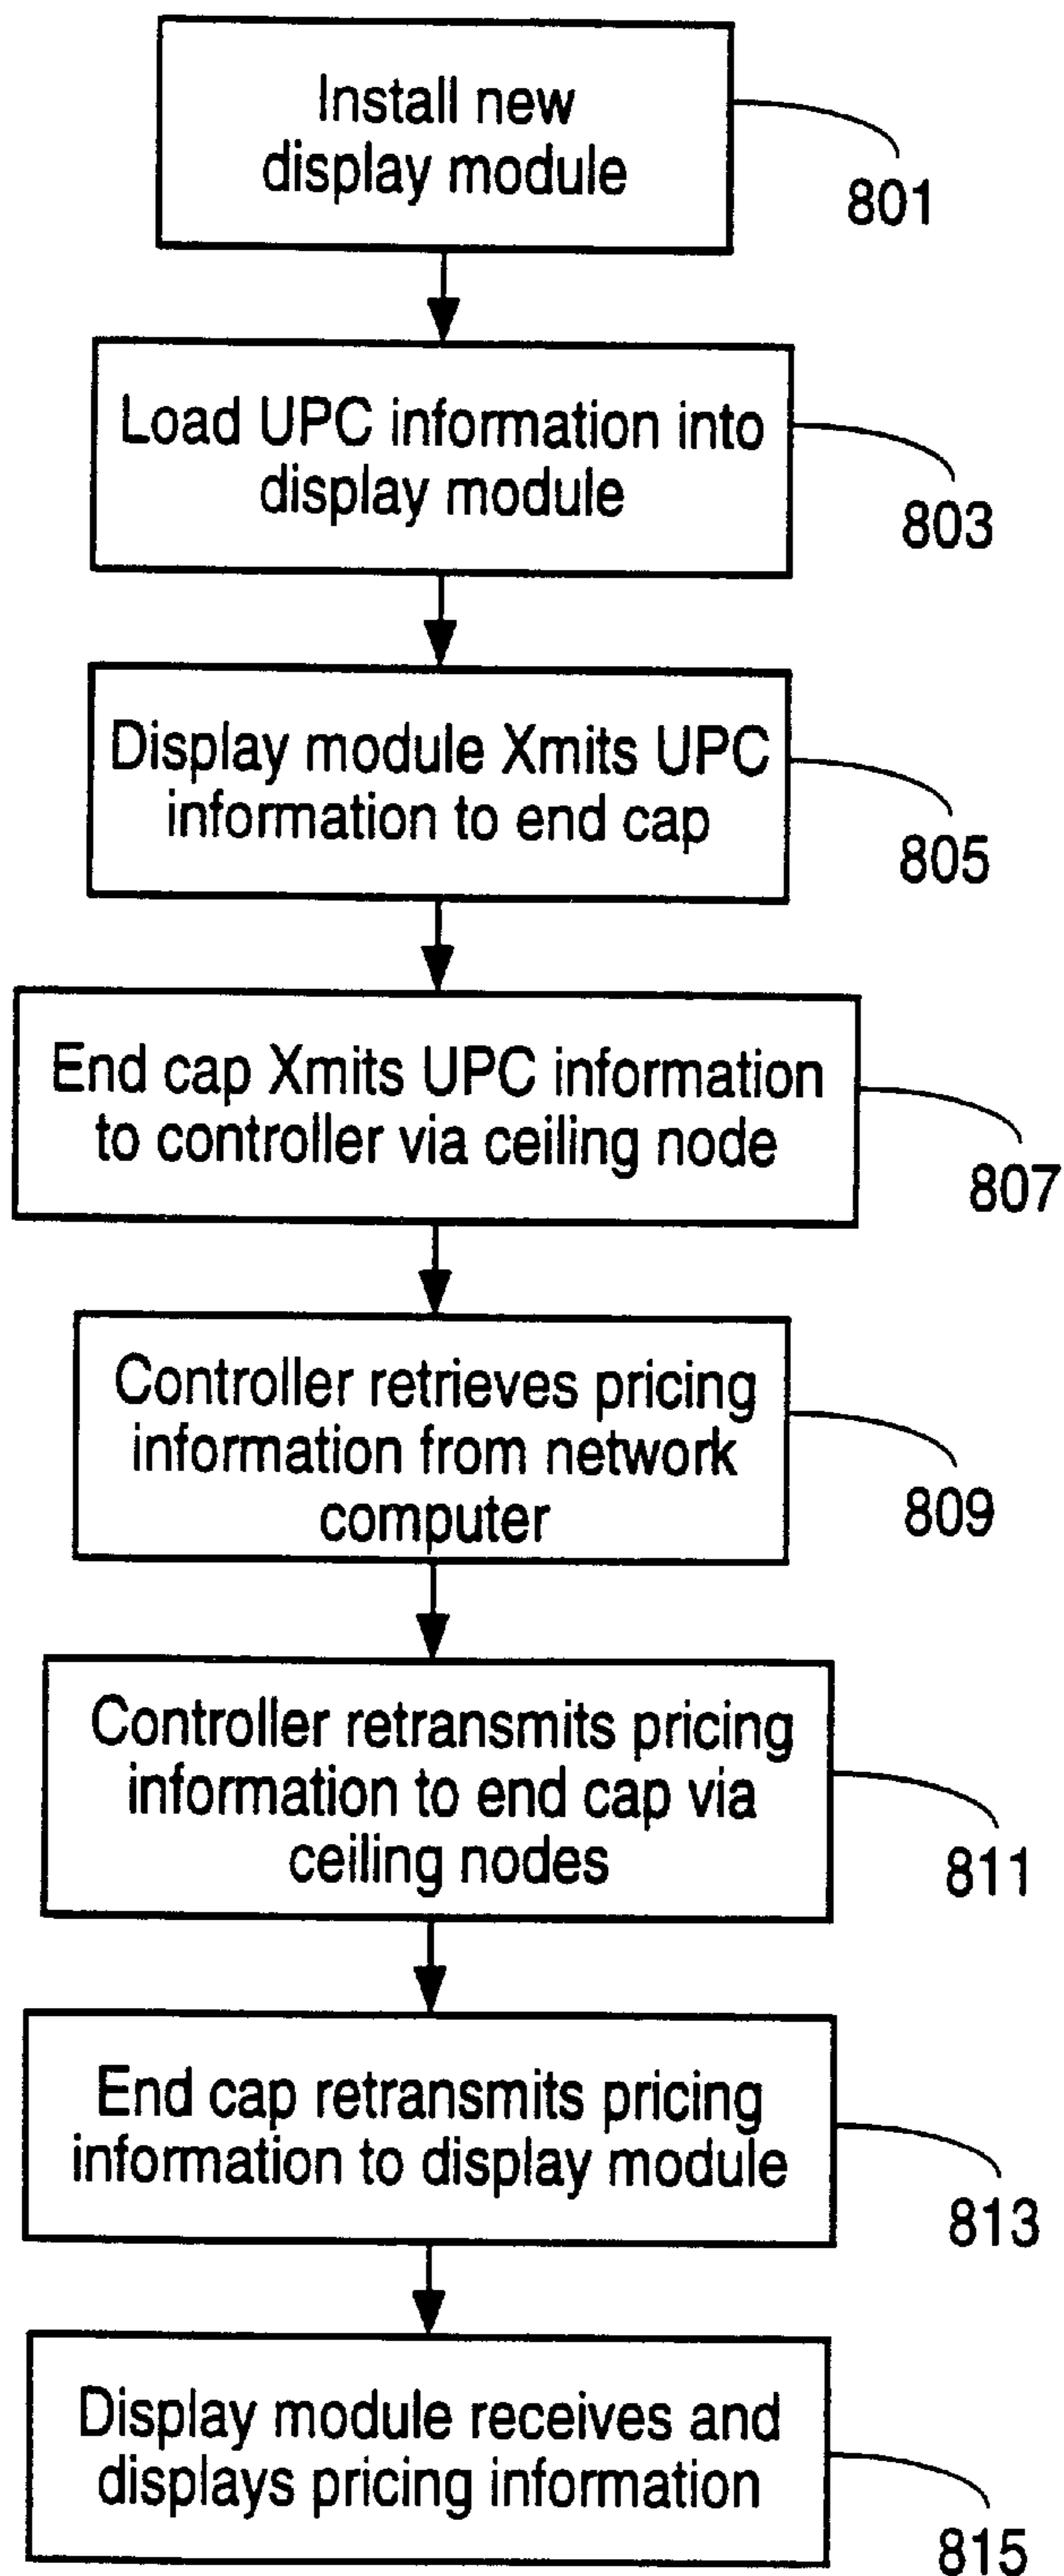 Install new
display module
801
Load UPC information into
display module
803
Display module Xmits UPC
information to end cap
805
End cap Xmits UPC information
to controller via ceiling node
807
Controller retrieves pricing
information from network
computer
809
Controller retransmits pricing
information to end cap via
ceiling nodes
811
End cap retransmits pricing
information to display module
813
Display module receives and
displays pricing information
815